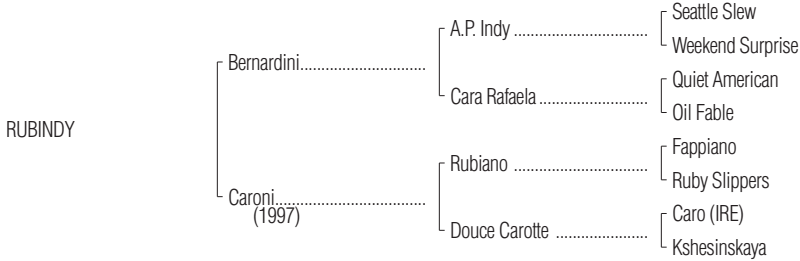 Seattle Slew
A.P. Indy ................................
Weekend Surprise
Bernardini..............................
Quiet American
Cara Rafaela ..........................
Oil Fable
RUBINDY
Fappiano
Rubiano ................................
Ruby Slippers
Caroni....................................
(1997)
Caro (IRE)
Douce Carotte ......................
Kshesinskaya